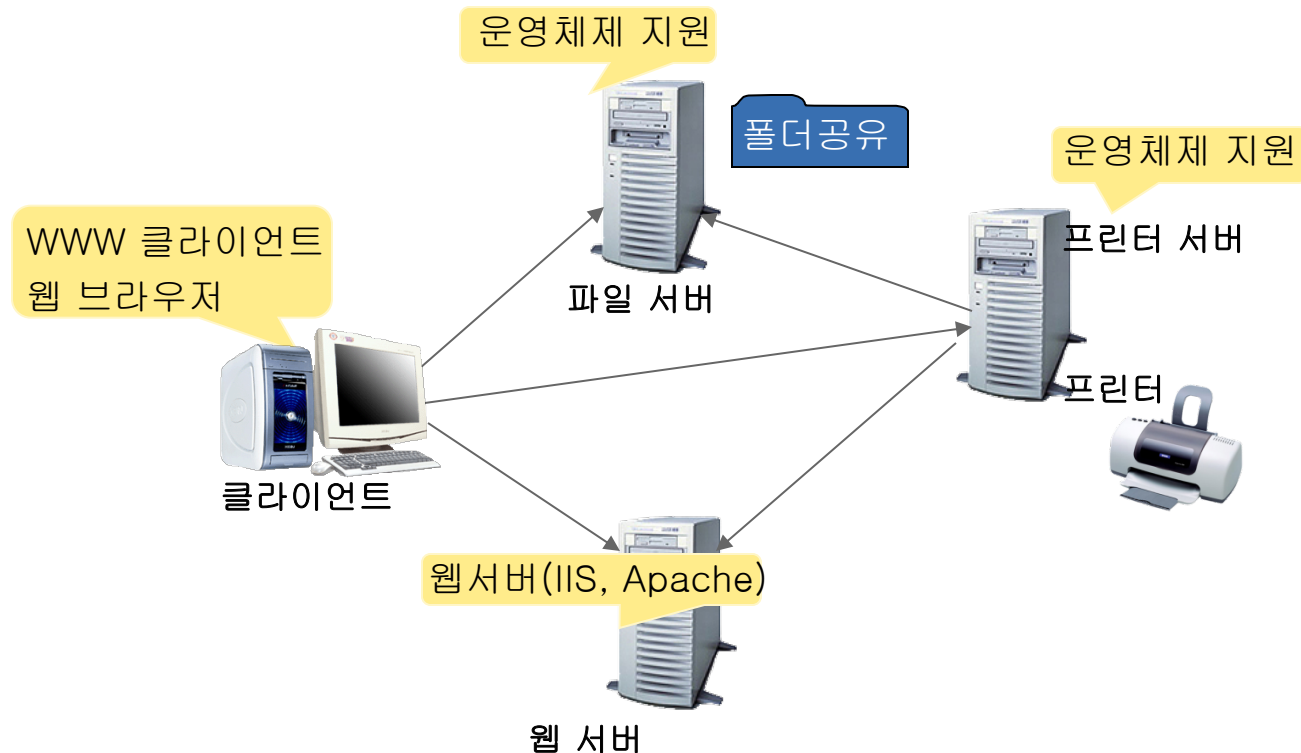 운영체제 지원
폴더공유
운영체제 지원
프린터 서버
WWW 클라이언트
웹 브라우저
파일 서버
프린터
클라이언트
웹서버(IIS, Apache)
웹 서버